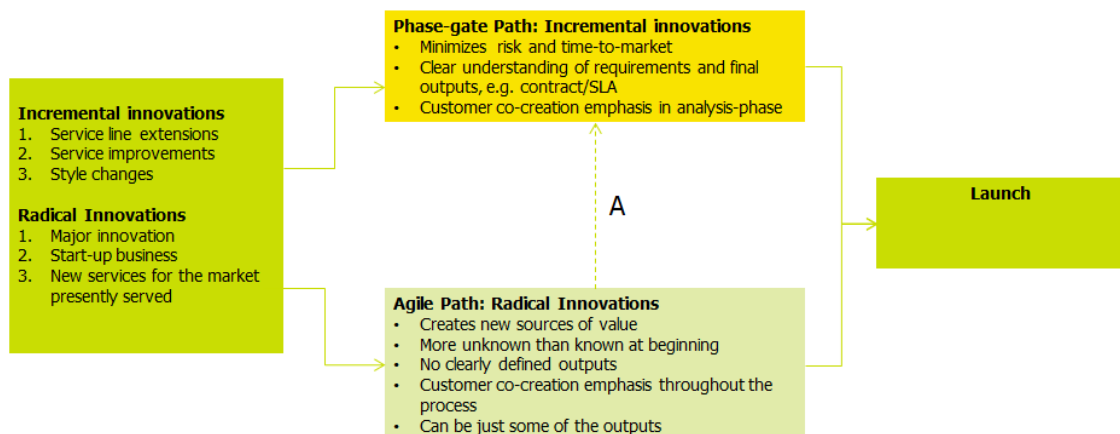 Incremental innovations
1. Service line extensions
2. Service improvements
3. Style changes
Radical Innovations
1. Major innovation
2. Start-up business
3. New services for the market
presently served
Phase-gate Path: Incremental innovations
• Minimizes risk and time-to-market
• Clear understanding of requirements and final
outputs, e.g. contract/SLA
• Customer co-creation emphasis in analysis-phase
A
Agile Path: Radical Innovations
• Creates new sources of value
• More unknown than known at beginning
• No clearly defined outputs
• Customer co-creation emphasis throughout the
process
• Can be just some of the outputs
Launch